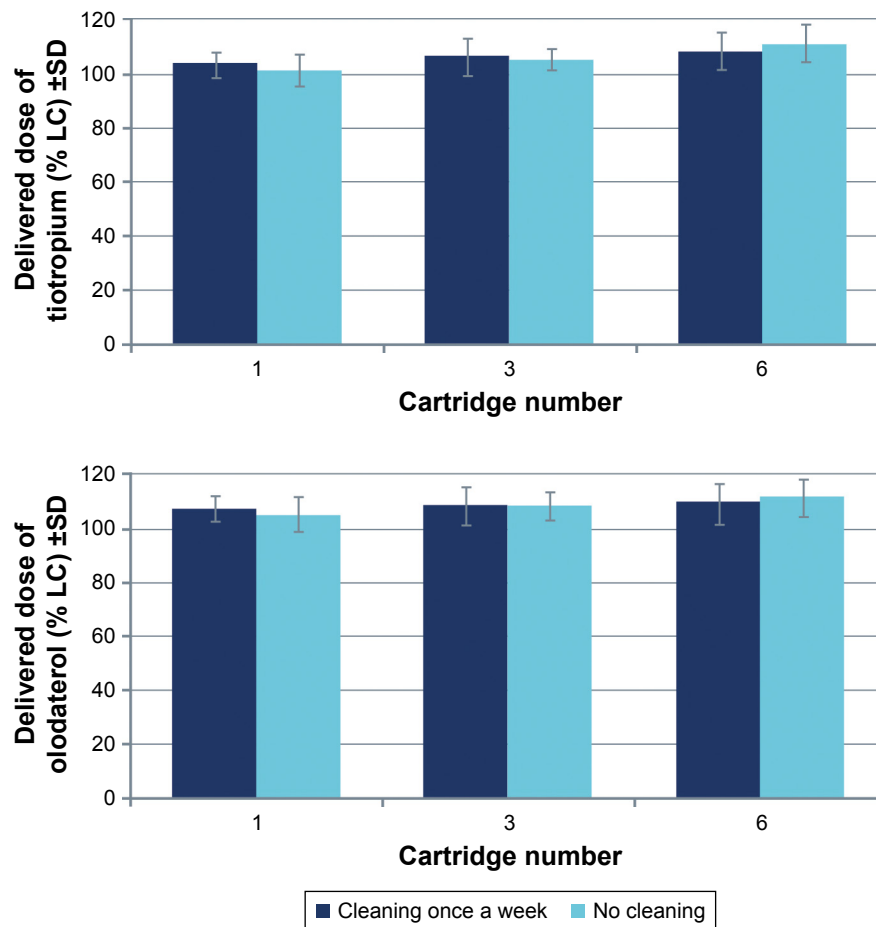 Delivered dose of
tiotropium (% LC) ±SD
120
100
80
60
40
20
0
1
3
6
Cartridge number
Delivered dose of
olodaterol (% LC) ±SD
120
100
80
60
40
20
0
1
3
6
Cartridge number
Cleaning once a week
No cleaning